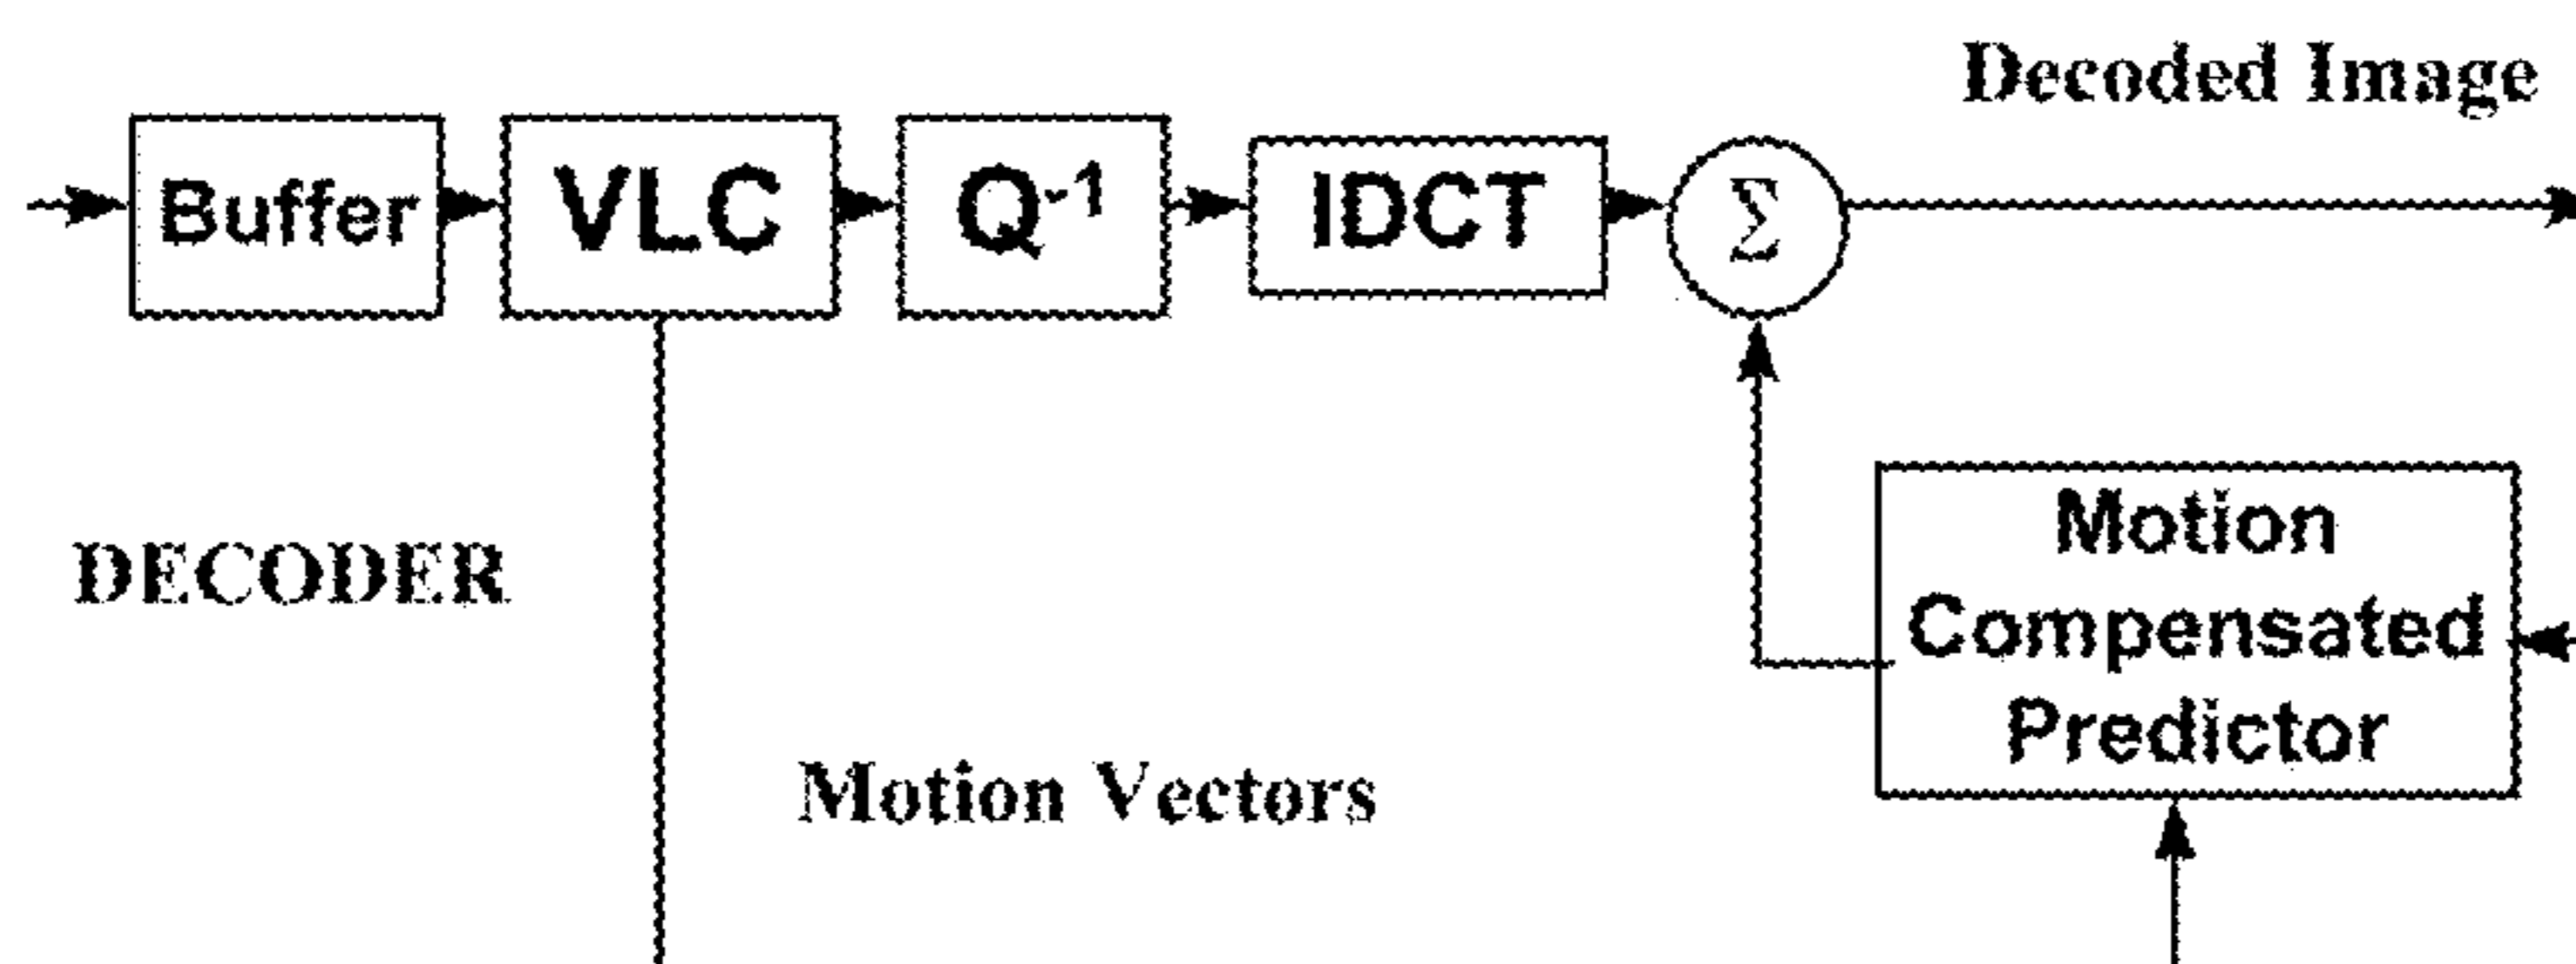 Decoded Image
Buffer
VLC
Q-1
IDCT
Σ
DECODER
Motion
Compensated
Predictor
Motion Vectors